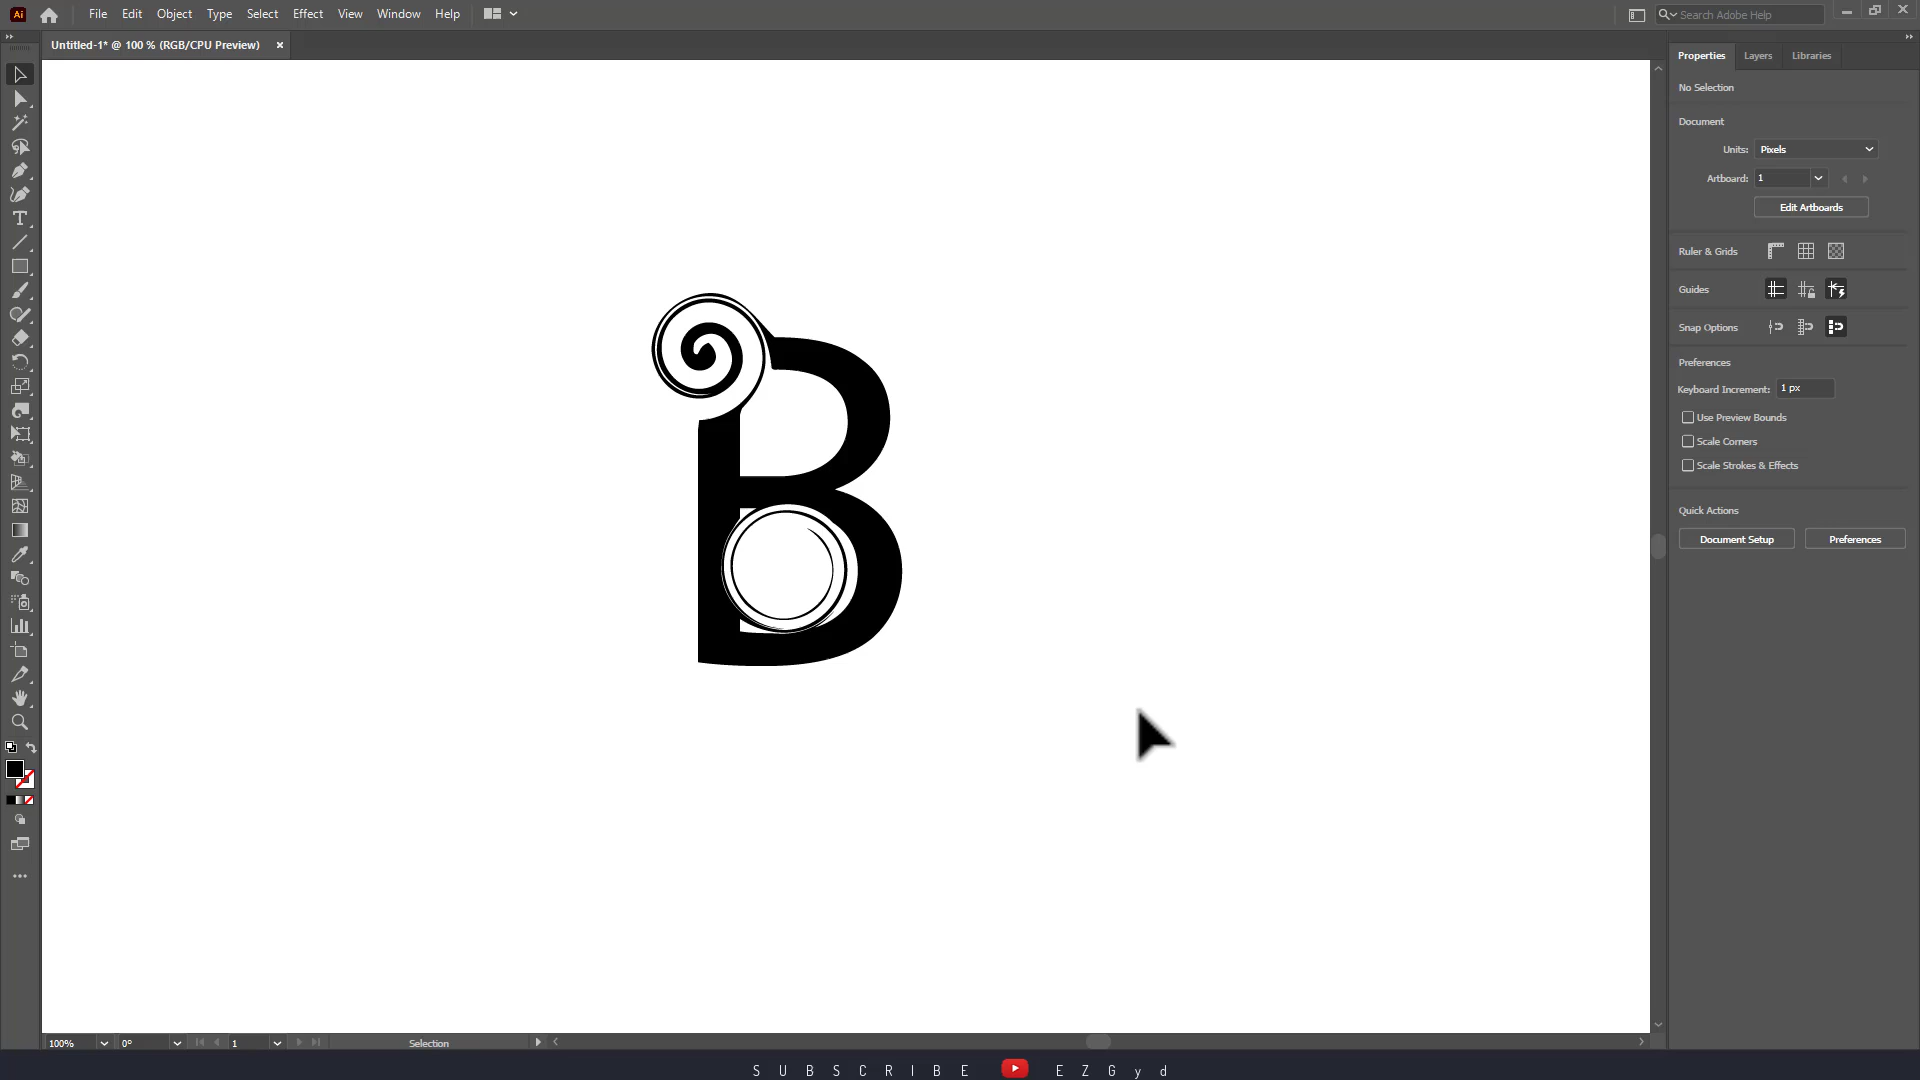 Ai File Edit Object Type Select Effect View Window Help Search Adobe Help
Untitled-1* @ 100 % (RGB/CPU Preview) ×
Properties Layers Libraries
No Selection
Document
Units: Pixels
Artboard: 1
Edit Artboards
Ruler & Grids
Guides
Snap Options
Preferences
Keyboard Increment: 1 px
Use Preview Bounds
Scale Corners
Scale Strokes & Effects
Quick Actions
Document Setup Preferences
B
100% 0° 1 Selection
SUBSCRIBE EZGyd